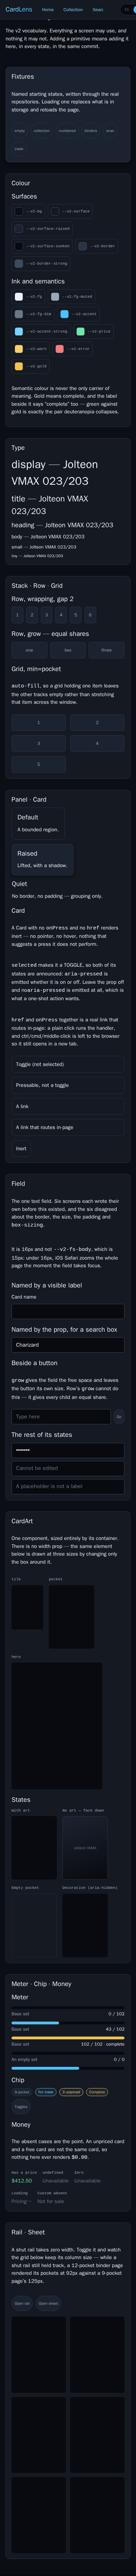 CardLens Home Collection Swan
The v2 vocabulary. Everything a screen may use, and
nothing it may not. Adding a primitive means adding it
here, in every state, in the same commit.
Fixtures
Named starting states, written through the real
repositories. Loading one replaces what is in
storage and reloads the page.
empty collection numbered binders scan
trade
Colour
Surfaces
--v2-bg --v2-surface
--v2-surface-raised
--v2-surface-sunken --v2-border
--v2-border-strong
Ink and semantics
--v2-fg --v2-fg-muted
--v2-fg-dim --v2-accent
--v2-accent-strong --v2-price
--v2-warn --v2-error
--v2-gold
Semantic colour is the only carrier of
meaning. Gold means complete
gold is exactly the per-axis
Type
display — Jolteon
VMAX 023/203
title — Jolteon VMAX
023/203
heading — Jolteon VMAX 023/203
body — Jolteon VMAX 023/203
small — Jolteon VMAX 023/203
tiny — Jolteon VMAX 023/203
Stack · Row · Grid
Row, wrapping, gap 2
1 2 3 4 5 6
Row, grow — equal shares
one two three
Grid, min=pocket
auto-fill, so a grid holding one item leaves
the other tracks empty rather than stretching
that item across the window.
1 2
3 4
5
Panel · Card
Default
A bounded region.
Raised
Lifted, with a shadow.
Quiet
No border, no padding — grouping only.
Card
A Card with no onPress and no href renders
inert — no pointer, no hover, nothing that
suggests a press it does not perform.
selected makes it a TOGGLE, so both of its
states are announced: aria-pressed is
emitted whether it is on or off. Leave the prop off
and no aria-pressed is emitted at all, which is
what a one-shot action wants.
href and onPress together is a real link that
routes in-page: a plain click runs the handler,
and ctrl/cmd/middle-click is left to the browser
so it still opens in a new tab.
Toggle (not selected)
Pressable, not a toggle
A link
A link that routes in-page
Inert
Field
The one text field. Six screens each wrote their
own before this existed, and the six disagreed
about the border, the size, the padding and
box-sizing.
It is 16px and not --v2-fs-body, which is
15px: under 16px, iOS Safari zooms the whole
page the moment the field takes focus.
Named by a visible label
Card name
Named by the prop, for a search box
Charizard
Beside a button
grow gives the field the free space and leaves
the button its own size. Row's grow cannot do
this — it gives every child an equal share.
Type here Go
The rest of its states
Cannot be edited
A placeholder is not a label
CardArt
One component, sized entirely by its container.
There is no width prop — the same element
below is drawn at three sizes by changing only
the box around it.
tile pocket
hero
States
With art No art — face down
Empty pocket Decoration (aria-hidden)
Meter · Chip · Money
Meter
Base set 0 / 102
Base set 43 / 102
Base set 102 / 102 complete
An empty set 0 / 0
Chip
Complete
Toggles
Money
The absent cases are the point. An unpriced card
and a free card are not the same card, so
nothing here ever renders $0.00.
Has a price undefined Zero
$412.50 Unavailable Unavailable
Loading Custom absent
Pricing… Not for sale
Rail · Sheet
A shut rail takes zero width. Toggle it and watch
the grid below keep its column size — while a
shut rail still held a track, a 12-pocket binder page
rendered its pockets at 92px against a 9-pocket
page's 125px.
Open rail Open sheet